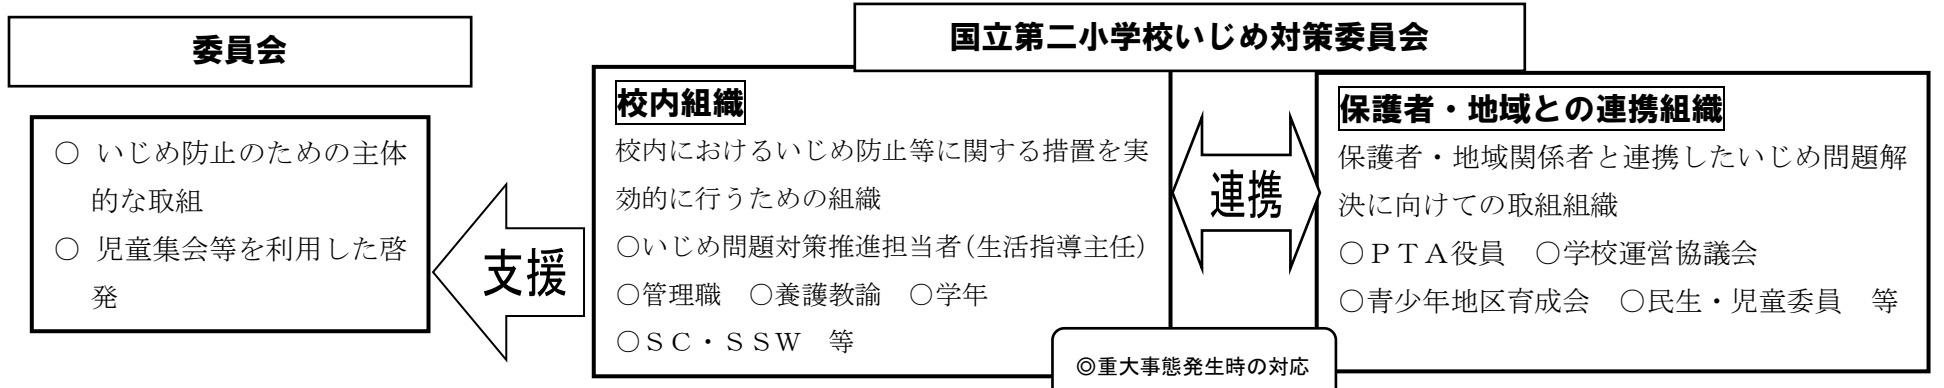 委員会
○ いじめ防止のための主体
的な取組
○ 児童集会等を利用した啓
発
支援
国立第二小学校いじめ対策委員会
校内組織
校内におけるいじめ防止等に関する措置を実
効的に行うための組織
○いじめ問題対策推進担当者(生活指導主任)
○管理職　○養護教諭　○学年
○ＳＣ・ＳＳＷ　等
連携
保護者・地域との連携組織
保護者・地域関係者と連携したいじめ問題解
決に向けての取組組織
○ＰＴＡ役員　○学校運営協議会
○青少年地区育成会　○民生・児童委員　等
◎重大事態発生時の対応